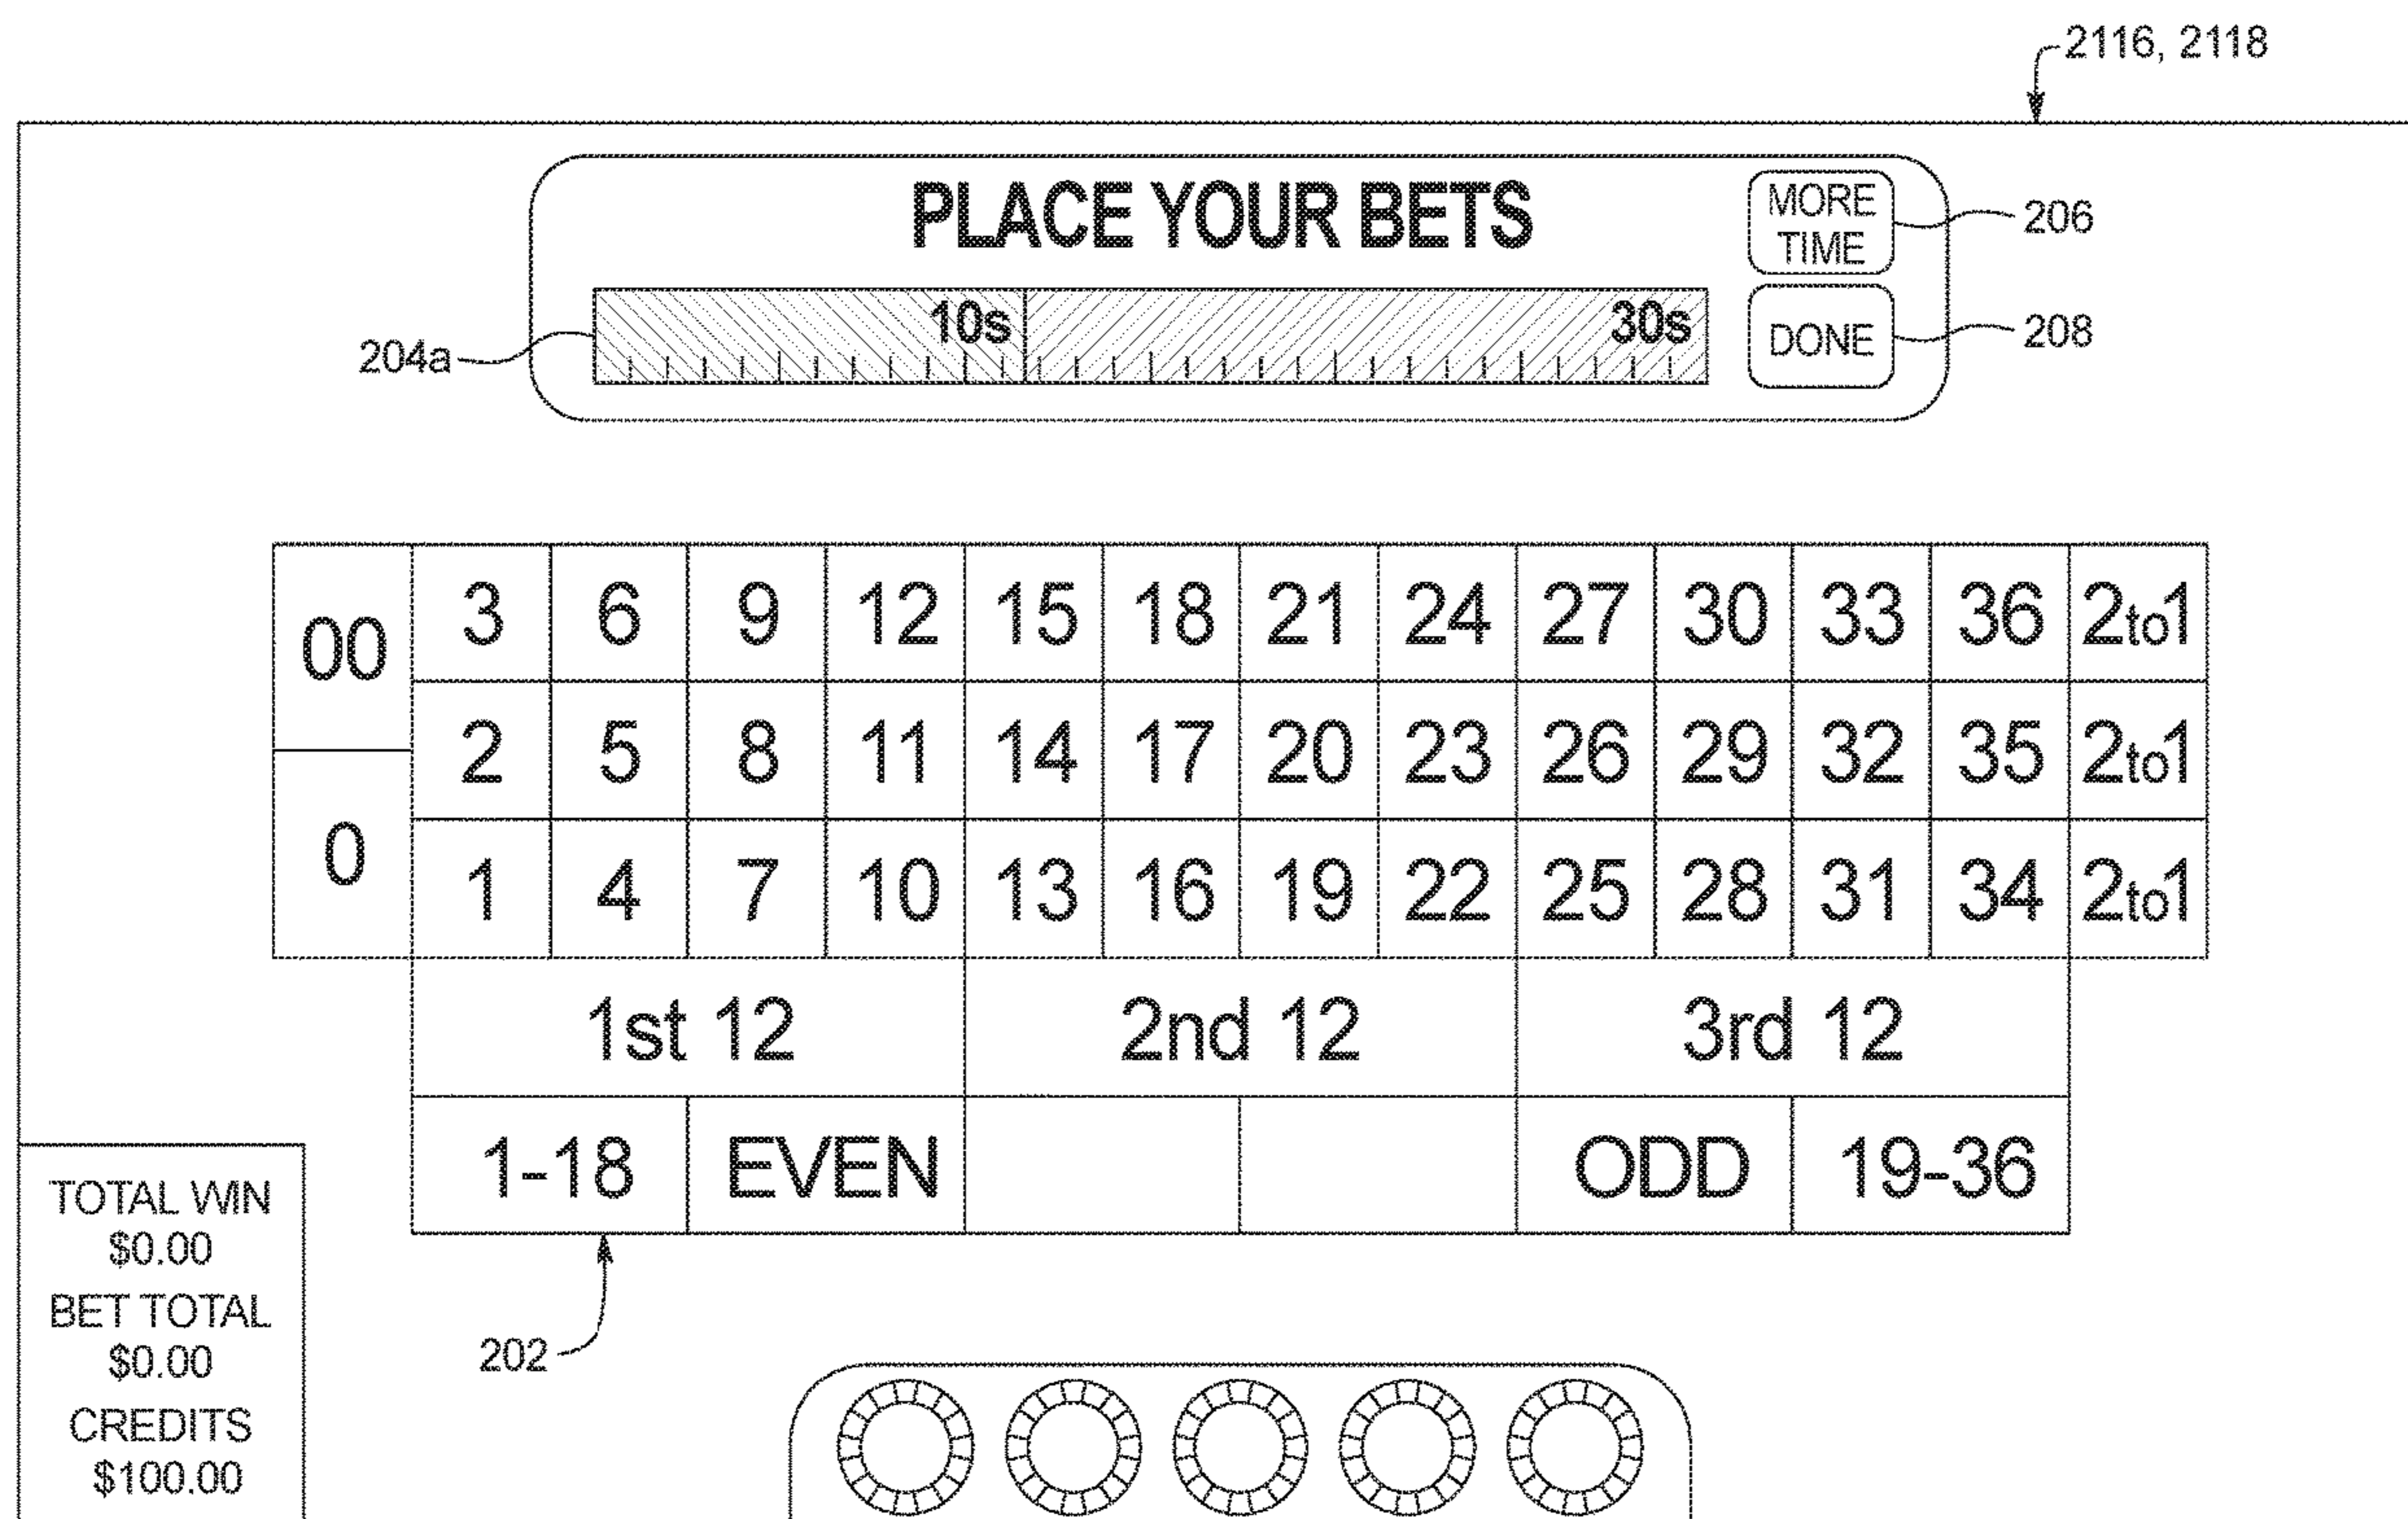 2116, 2118
PLACE YOUR BETS
MORE
TIME
206
10s
30s
DONE
208
204a
00
3 6 9 12 15 18 21 24 27 30 33 36 2to1
2 5 8 11 14 17 20 23 26 29 32 35 2to1
0
1 4 7 10 13 16 19 22 25 28 31 34 2to1
1st 12 2nd 12 3rd 12
1-18 EVEN ODD 19-36
202
TOTAL WIN
$0.00
BET TOTAL
$0.00
CREDITS
$100.00